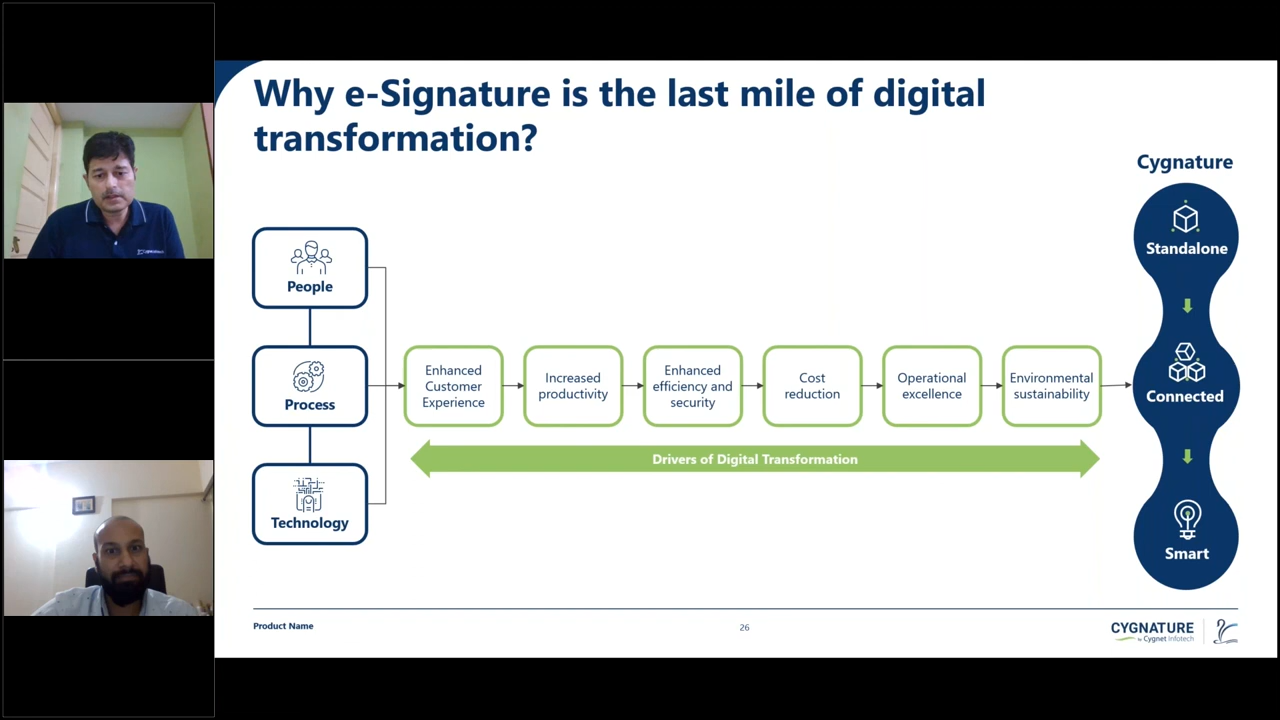 Why e-Signature is the last mile of digital
transformation?
Cygnature
Standalone
Connected
Smart
People
Process
Technology
Enhanced
Customer
Experience
Increased
productivity
Enhanced
efficiency and
security
Cost
reduction
Operational
excellence
Environmental
sustainability
Drivers of Digital Transformation
Product Name
26
CYGNATURE
by Cygnet Infotech